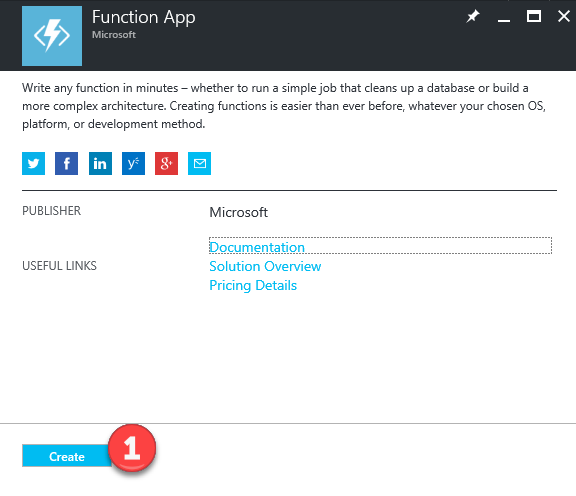 Function App
Microsoft
Write any function in minutes – whether to run a simple job that cleans up a database or build a
more complex architecture. Creating functions is easier than ever before, whatever your chosen OS,
platform, or development method.
PUBLISHER
Microsoft
Documentation
USEFUL LINKS
Solution Overview
Pricing Details
Create
1